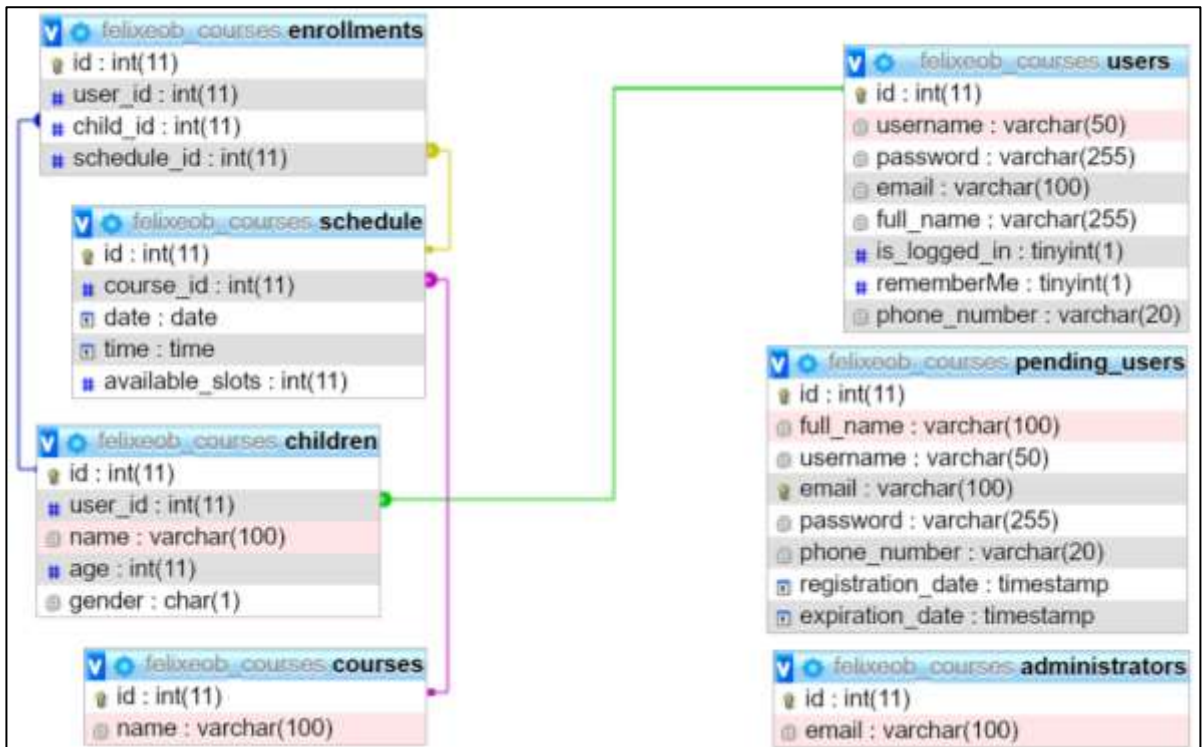 felixeob_courses enrollments
id : int(11)
user_id : int(11)
child_id : int(11)
schedule_id : int(11)
felixeob_courses schedule
id : int(11)
course_id : int(11)
date : date
time : time
available_slots : int(11)
felixeob_courses children
id : int(11)
user_id : int(11)
name : varchar(100)
age : int(11)
gender : char(1)
felixeob_courses courses
id : int(11)
name : varchar(100)
felixeob_courses users
id : int(11)
username : varchar(50)
password : varchar(255)
email : varchar(100)
full_name : varchar(255)
is_logged_in : tinyint(1)
rememberMe : tinyint(1)
phone_number : varchar(20)
felixeob_courses pending_users
id : int(11)
full_name : varchar(100)
username : varchar(50)
email : varchar(100)
password : varchar(255)
phone_number : varchar(20)
registration_date : timestamp
expiration_date : timestamp
felixeob_courses administrators
id : int(11)
email : varchar(100)